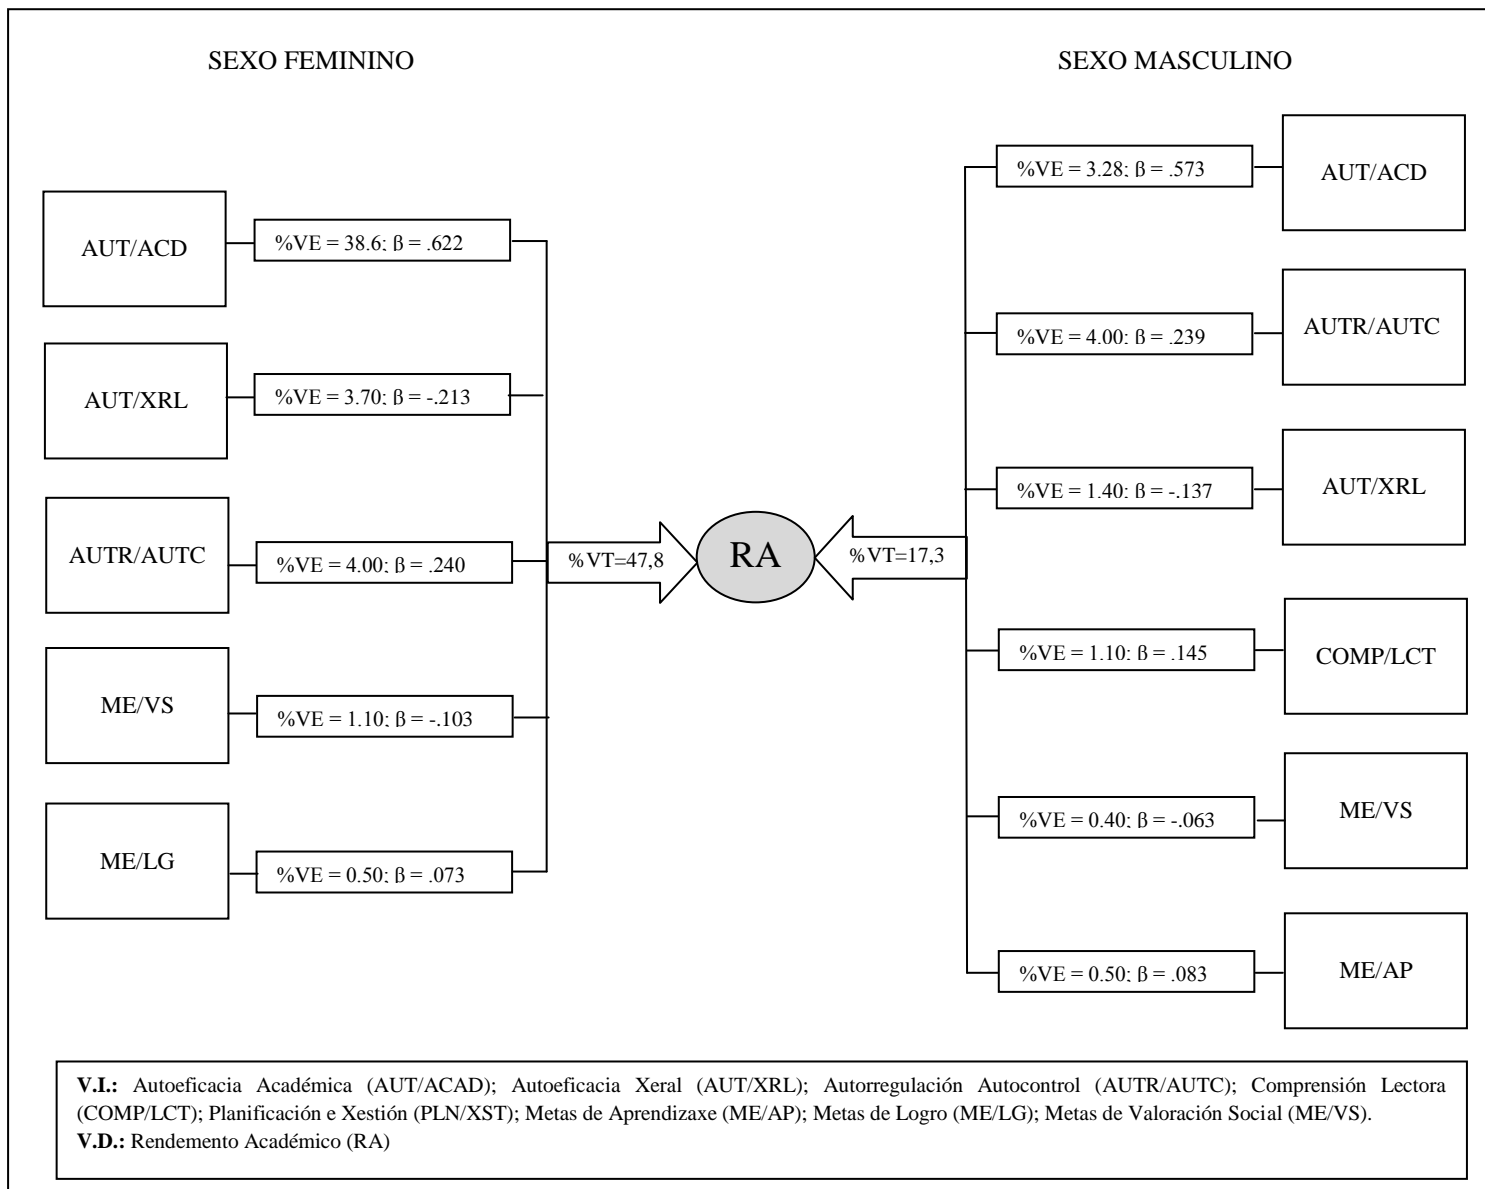 SEXO FEMININO
SEXO MASCULINO
AUT/ACD
%VE = 38.6; β = .622
AUT/XRL
%VE = 3.70; β = -.213
AUTR/AUTC
%VE = 4.00; β = .240
ME/VS
%VE = 1.10; β = -.103
ME/LG
%VE = 0.50; β = .073
%VT=47,8
RA
%VT=17,3
%VE = 3.28; β = .573
AUT/ACD
%VE = 4.00; β = .239
AUTR/AUTC
%VE = 1.40; β = -.137
AUT/XRL
%VE = 1.10; β = .145
COMP/LCT
%VE = 0.40; β = -.063
ME/VS
%VE = 0.50; β = .083
ME/AP
V.I.: Autoeficacia Académica (AUT/ACAD); Autoeficacia Xeral (AUT/XRL); Autorregulación Autocontrol (AUTR/AUTC); Comprensión Lectora
(COMP/LCT); Planificación e Xestión (PLN/XST); Metas de Aprendizaxe (ME/AP); Metas de Logro (ME/LG); Metas de Valoración Social (ME/VS).
V.D.: Rendemento Académico (RA)